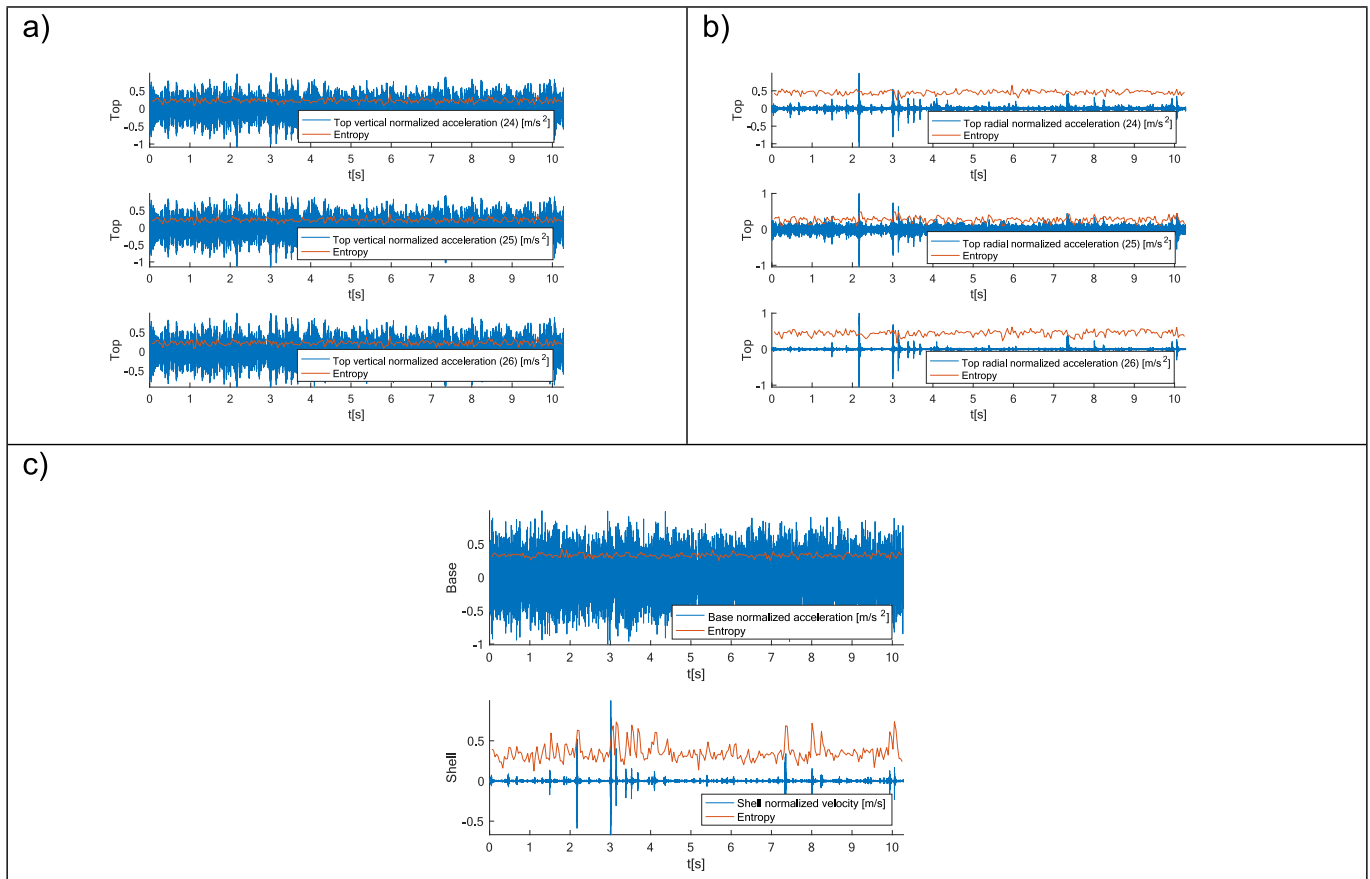 a)
Top
0.5
0
-0.5
-1
Top vertical normalized acceleration (24) [m/s 2]
Entropy
0 1 2 3 4 5 6 7 8 9 10
t[s]
Top
0.5
0
-0.5
-1
Top vertical normalized acceleration (25) [m/s 2]
Entropy
0 1 2 3 4 5 6 7 8 9 10
t[s]
Top
0.5
0
-0.5
Top vertical normalized acceleration (26) [m/s 2]
Entropy
0 1 2 3 4 5 6 7 8 9 10
t[s]
b)
Top
0.5
0
-0.5
-1
Top radial normalized acceleration (24) [m/s 2]
Entropy
0 1 2 3 4 5 6 7 8 9 10
t[s]
Top
1
0
-1
Top radial normalized acceleration (25) [m/s 2]
Entropy
0 1 2 3 4 5 6 7 8 9 10
t[s]
Top
1
0
-1
Top radial normalized acceleration (26) [m/s 2]
Entropy
0 1 2 3 4 5 6 7 8 9 10
t[s]
c)
Base
0.5
0
-0.5
-1
Base normalized acceleration [m/s 2]
Entropy
0 1 2 3 4 5 6 7 8 9 10
t[s]
Shell
0.5
0
-0.5
Shell normalized velocity [m/s]
Entropy
0 1 2 3 4 5 6 7 8 9 10
t[s]